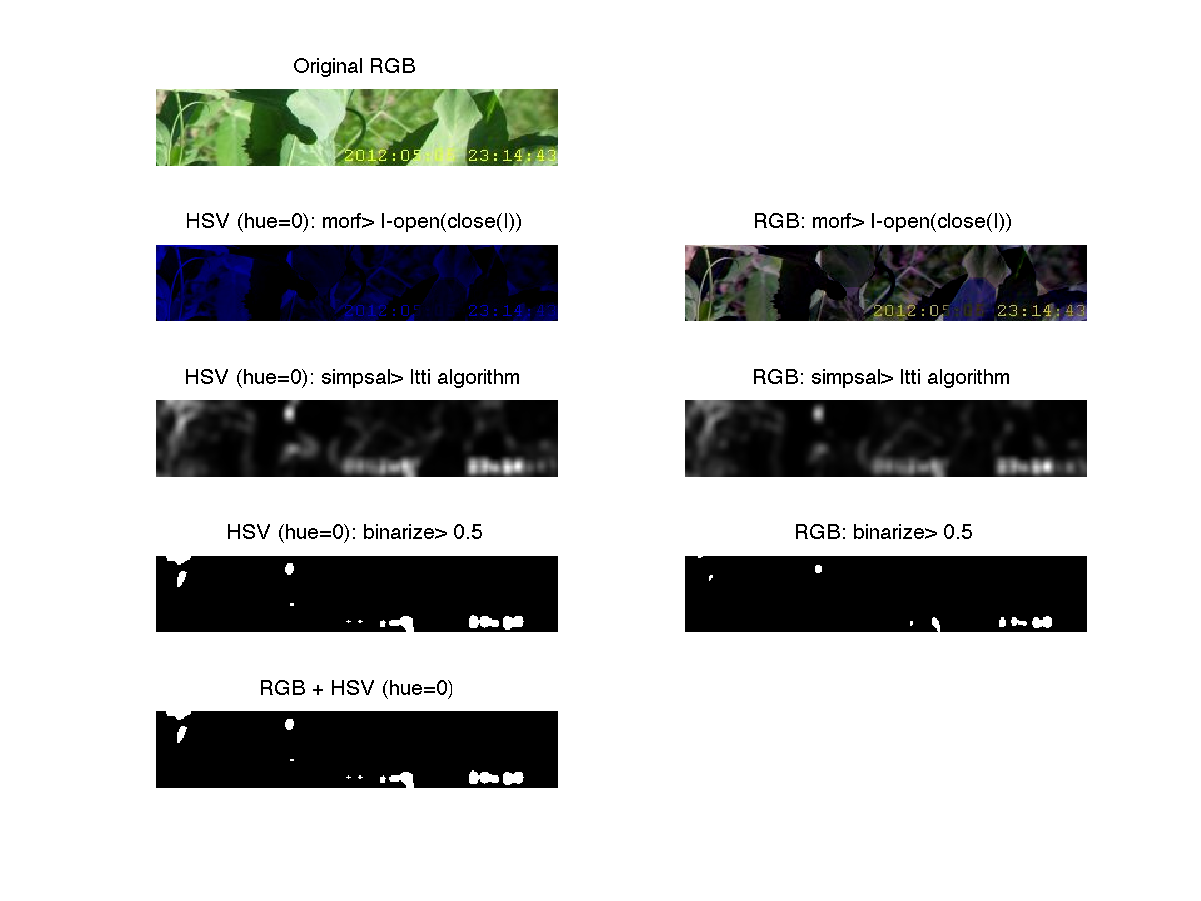 Original RGB
2012:05: 23:14:43
HSV (hue=0): morf> I-open(close(I))
RGB: morf> I-open(close(I))
2012:05: 23:14:43
HSV (hue=0): simpsal> Itti algorithm
RGB: simpsal> Itti algorithm
HSV (hue=0): binarize> 0.5
RGB: binarize> 0.5
RGB + HSV (hue=0)